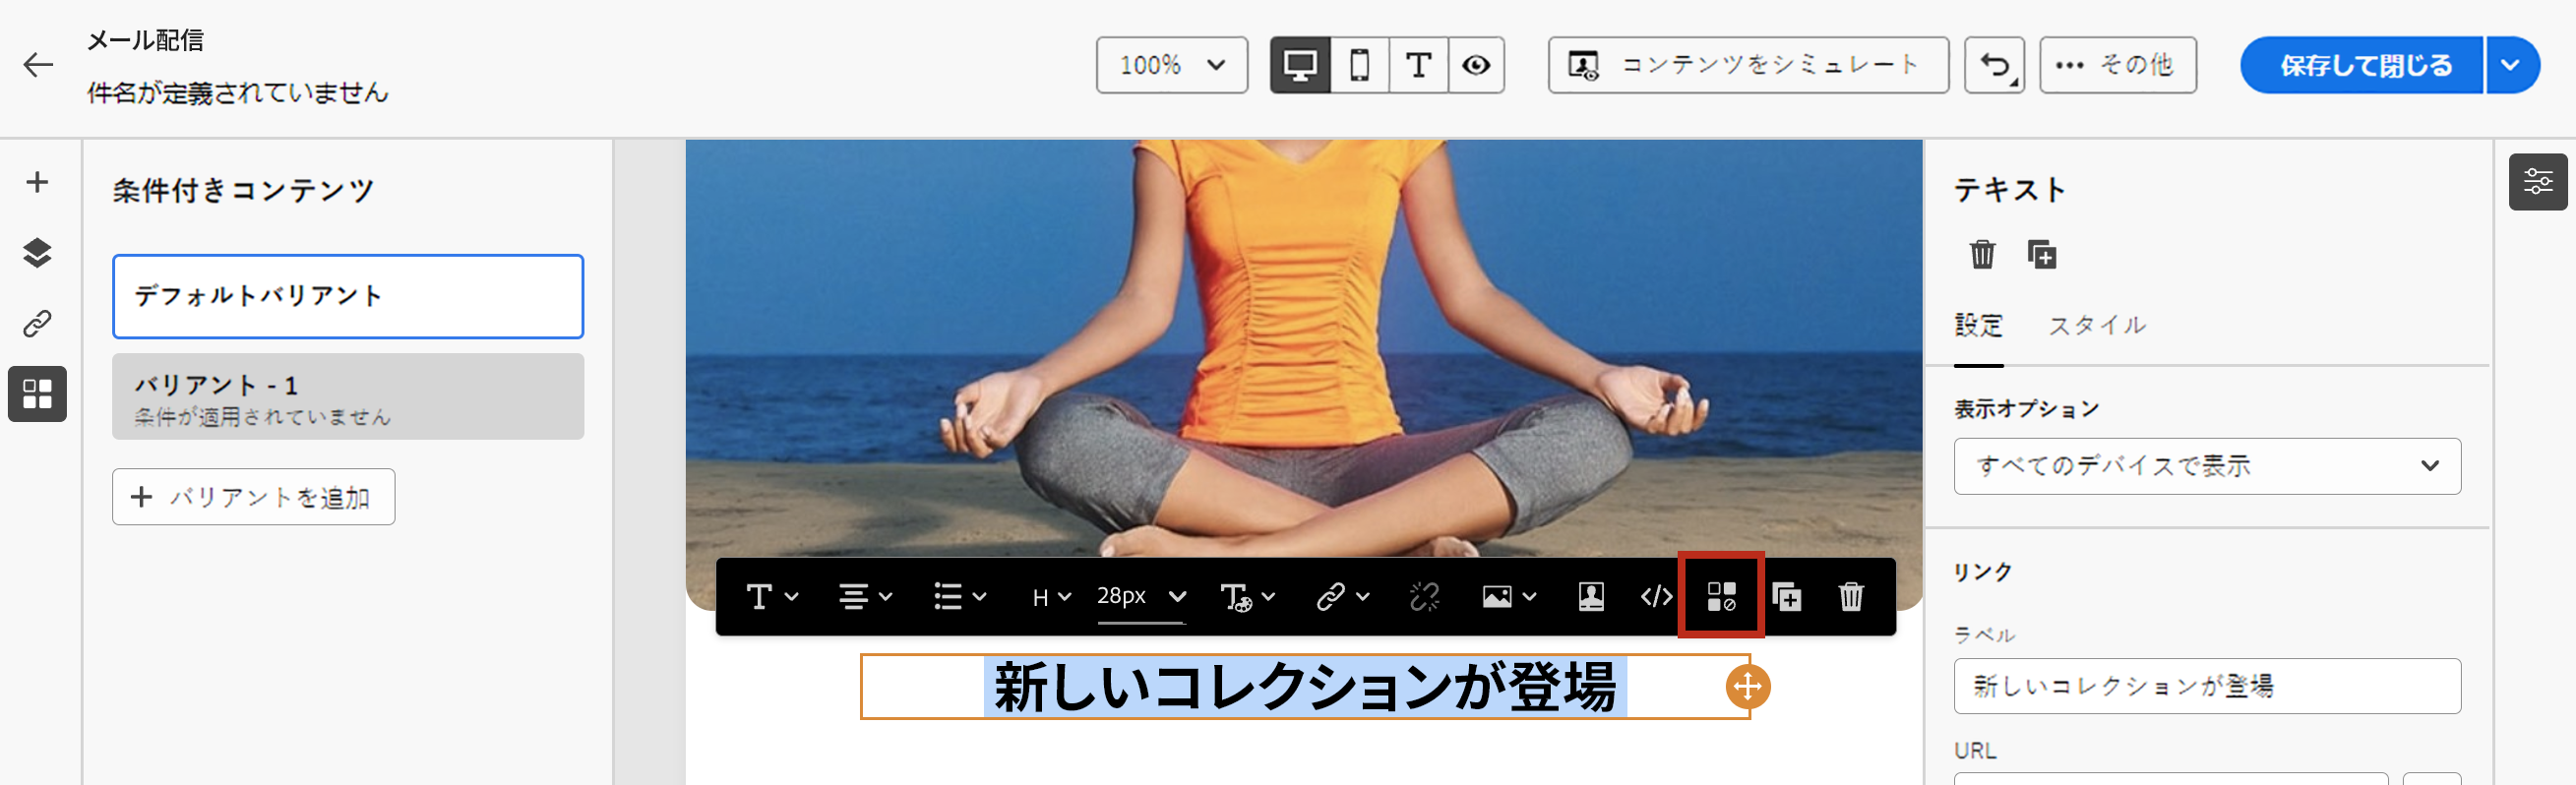 メール配信
件名が定義されていません
100%
コンテンツをシミュレート
その他
保存して閉じる
条件付きコンテンツ
デフォルトバリアント
バリアント - 1
条件が適用されていません
バリアントを追加
H
28px
新しいコレクションが登場
テキスト
設定 スタイル
表示オプション
すべてのデバイスで表示
リンク
ラベル
新しいコレクションが登場
URL